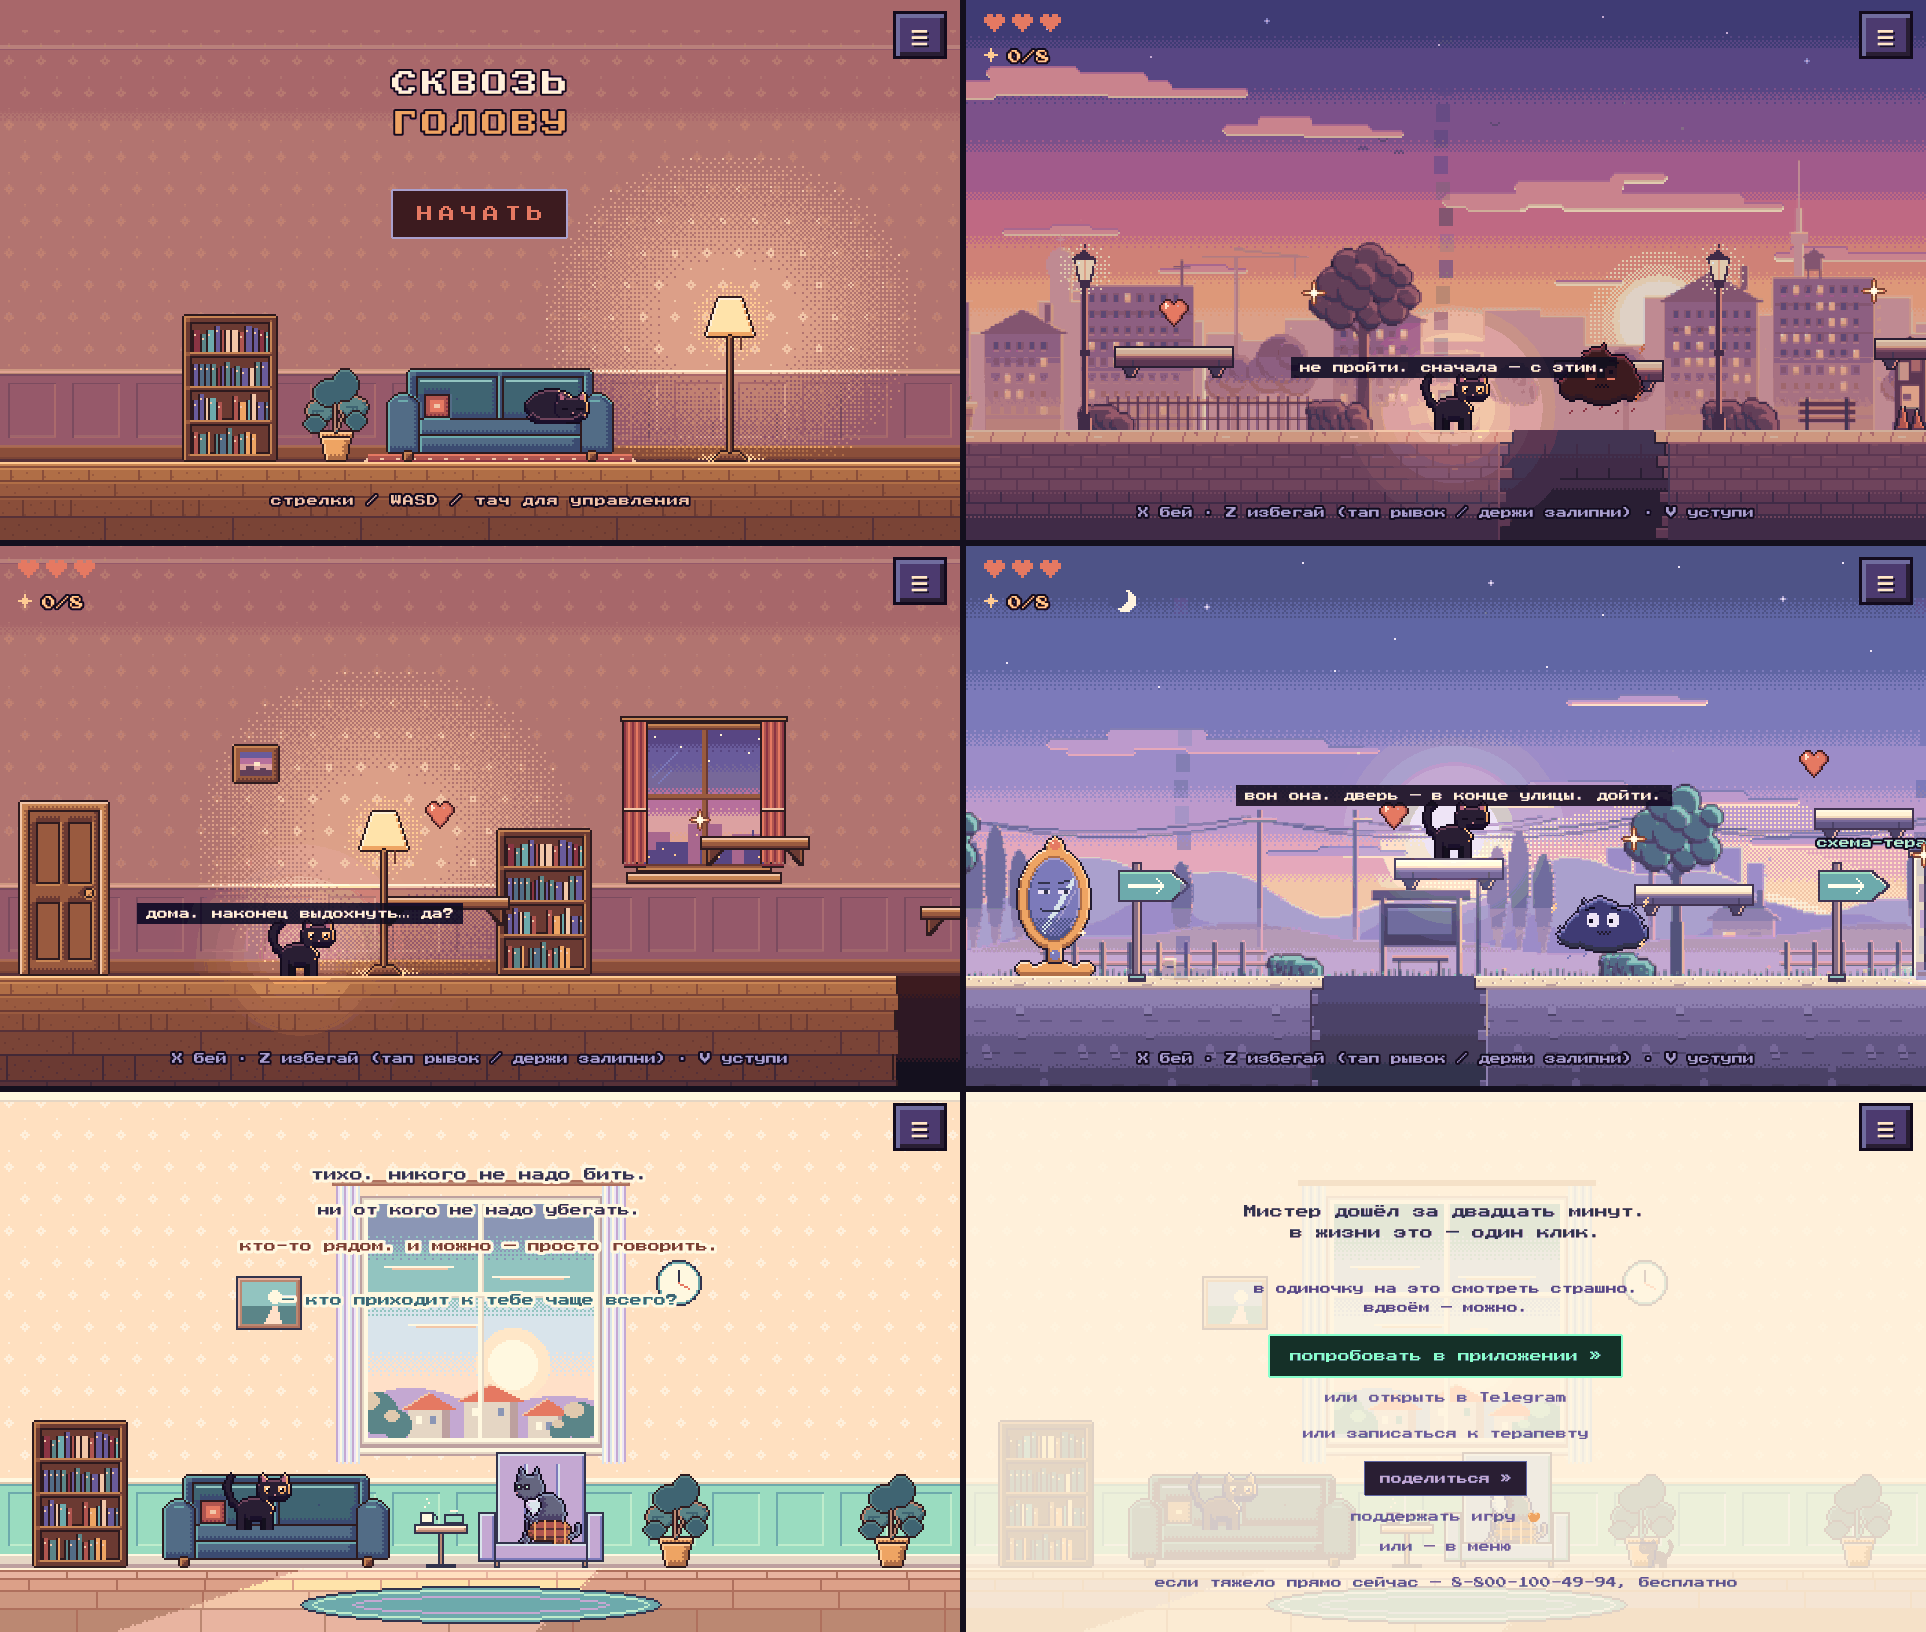 СКВОЗЬ
ГОЛОВУ
НАЧАТЬ
стрелки / WASD / тач для управления
0/8
не пройти. сначала — с этим.
X бей · Z избегай (тап рывок / держи залипни) · V уступи
0/8
дома. наконец выдохнуть… да?
X бей · Z избегай (тап рывок / держи залипни) · V уступи
0/8
вон она. дверь — в конце улицы. дойти.
схема-тера
X бей · Z избегай (тап рывок / держи залипни) · V уступи
тихо. никого не надо бить.
ни от кого не надо убегать.
кто-то рядом. и можно — просто говорить.
— кто приходит к тебе чаще всего?
Мистер дошёл за двадцать минут.
в жизни это — один клик.
в одиночку на это смотреть страшно.
вдвоём — можно.
попробовать в приложении »
или открыть в Telegram
или записаться к терапевту
поделиться »
поддержать игру
или — в меню
если тяжело прямо сейчас — 8-800-100-49-94, бесплатно